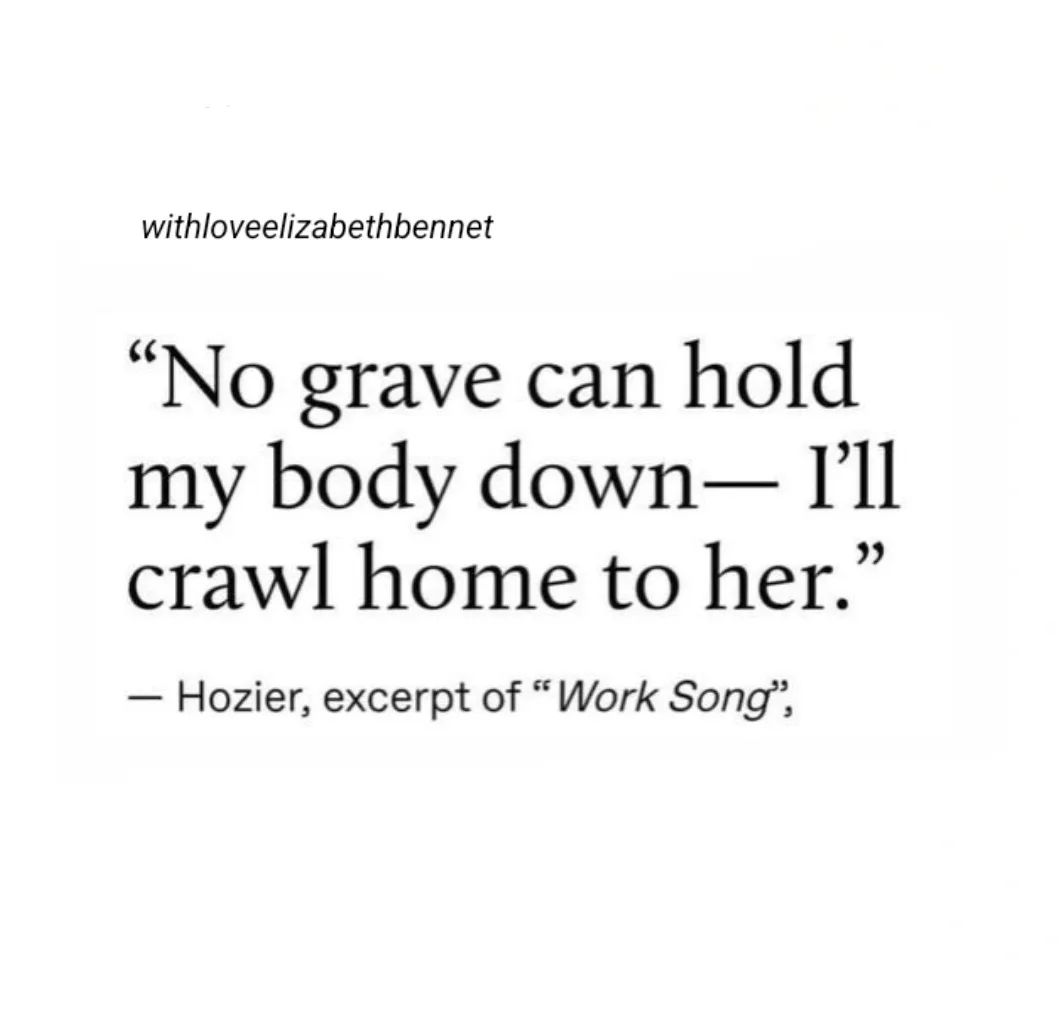 withloveelizabethbennet
“No grave can hold
my body down— I’ll
crawl home to her.”
— Hozier, excerpt of “Work Song”,